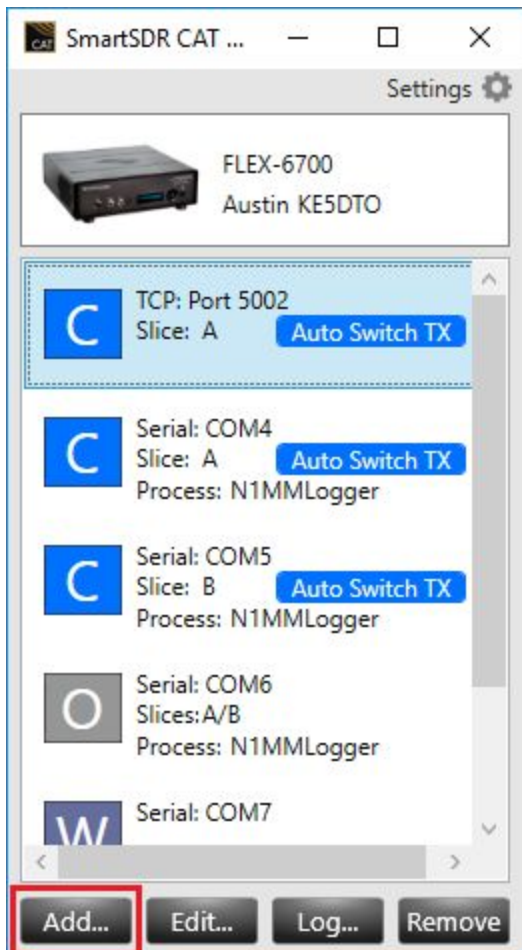 CAT
SmartSDR CAT ...
Settings
FLEX-6700
Austin KE5DTO
C
TCP: Port 5002
Slice: A
Auto Switch TX
C
Serial: COM4
Slice: A
Auto Switch TX
Process: N1MMLogger
C
Serial: COM5
Slice: B
Auto Switch TX
Process: N1MMLogger
O
Serial: COM6
Slices:A/B
Process: N1MMLogger
W
Serial: COM7
Add...
Edit...
Log...
Remove